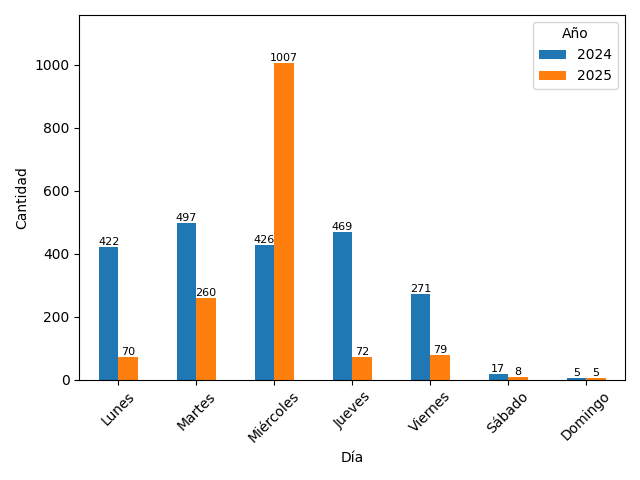 Año
2024
2025
1000
800
600
400
200
0
Cantidad
422
70
497
260
426
1007
469
72
271
79
17
8
5
5
Lunes
Martes
Miércoles
Jueves
Viernes
Sábado
Domingo
Día